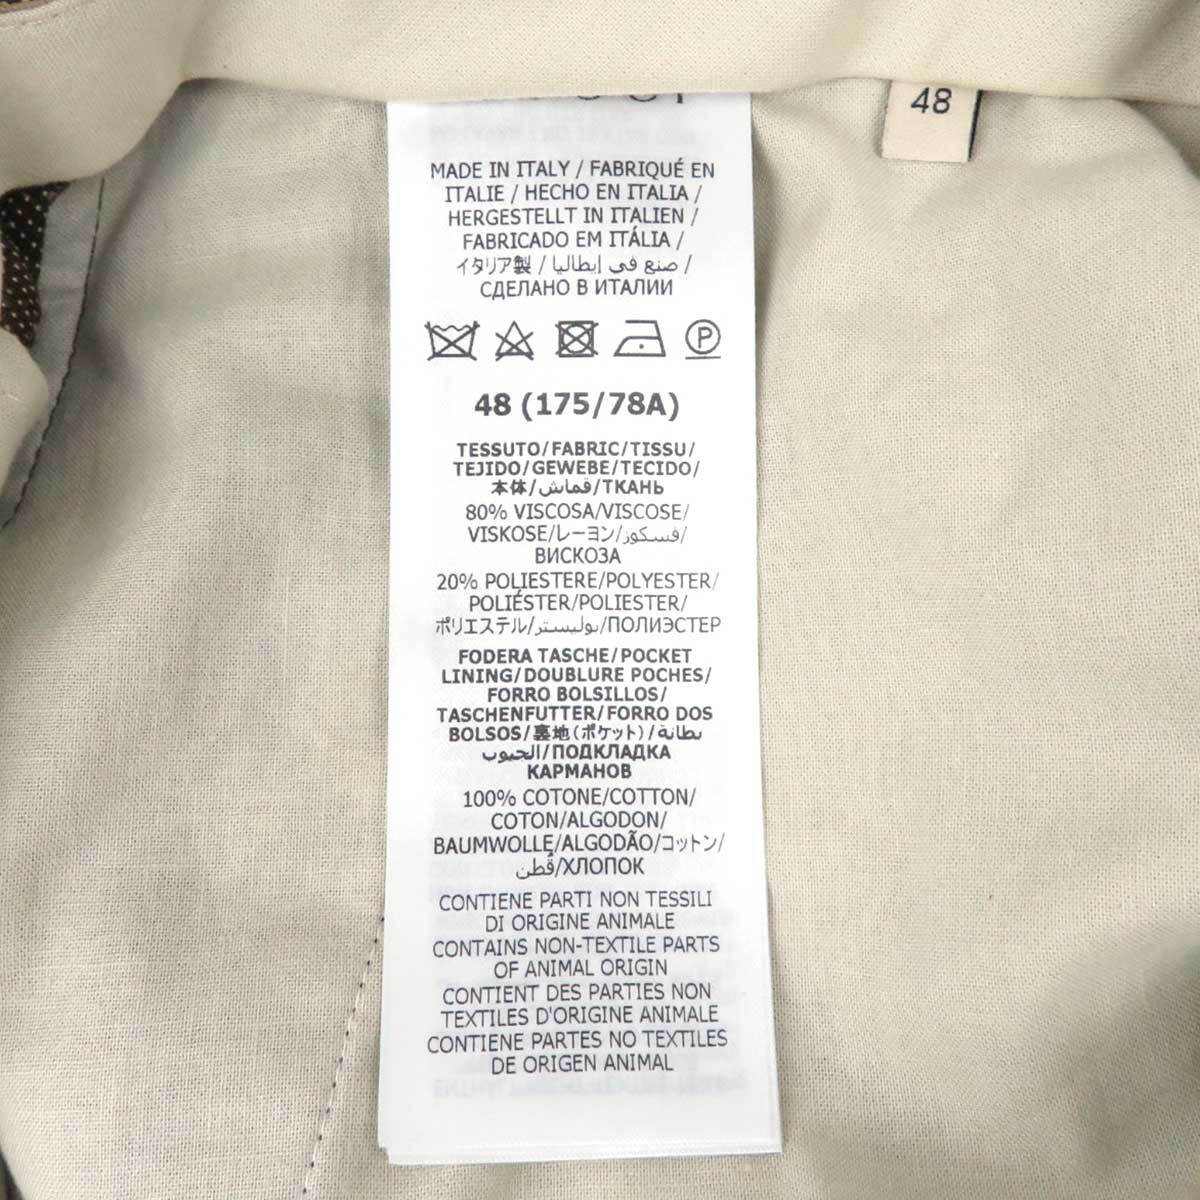 48
MADE IN ITALY / FABRIQUÉ EN
ITALIE / HECHO EN ITALIA /
HERGESTELLT IN ITALIEN /
FABRICADO EM ITÁLIA /
イタリア製 / صنع في إيطاليا /
СДЕЛАНО В ИТАЛИИ
P
48 (175/78A)
TESSUTO/FABRIC/TISSU/
TEJIDO/GEWEBE/TECIDO/
本体/قماش/ТКАНЬ
80% VISCOSA/VISCOSE/
VISKOSE/レーヨン/فسكوز/
ВИСКОЗА
20% POLIESTERE/POLYESTER/
POLIÉSTER/POLIESTER/
ポリエステル/بوليستر/ПОЛИЭСТЕР
FODERA TASCHE/POCKET
LINING/DOUBLURE POCHES/
FORRO BOLSILLOS/
TASCHENFUTTER/FORRO DOS
BOLSOS/裏地(ポケット)/بطانة
الجيوب/ПОДКЛАДКА
КАРМАНОВ
100% COTONE/COTTON/
COTON/ALGODON/
BAUMWOLLE/ALGODÃO/コットン/
قُطن/ХЛОПОК
CONTIENE PARTI NON TESSILI
DI ORIGINE ANIMALE
CONTAINS NON-TEXTILE PARTS
OF ANIMAL ORIGIN
CONTIENT DES PARTIES NON
TEXTILES D'ORIGINE ANIMALE
CONTIENE PARTES NO TEXTILES
DE ORIGEN ANIMAL